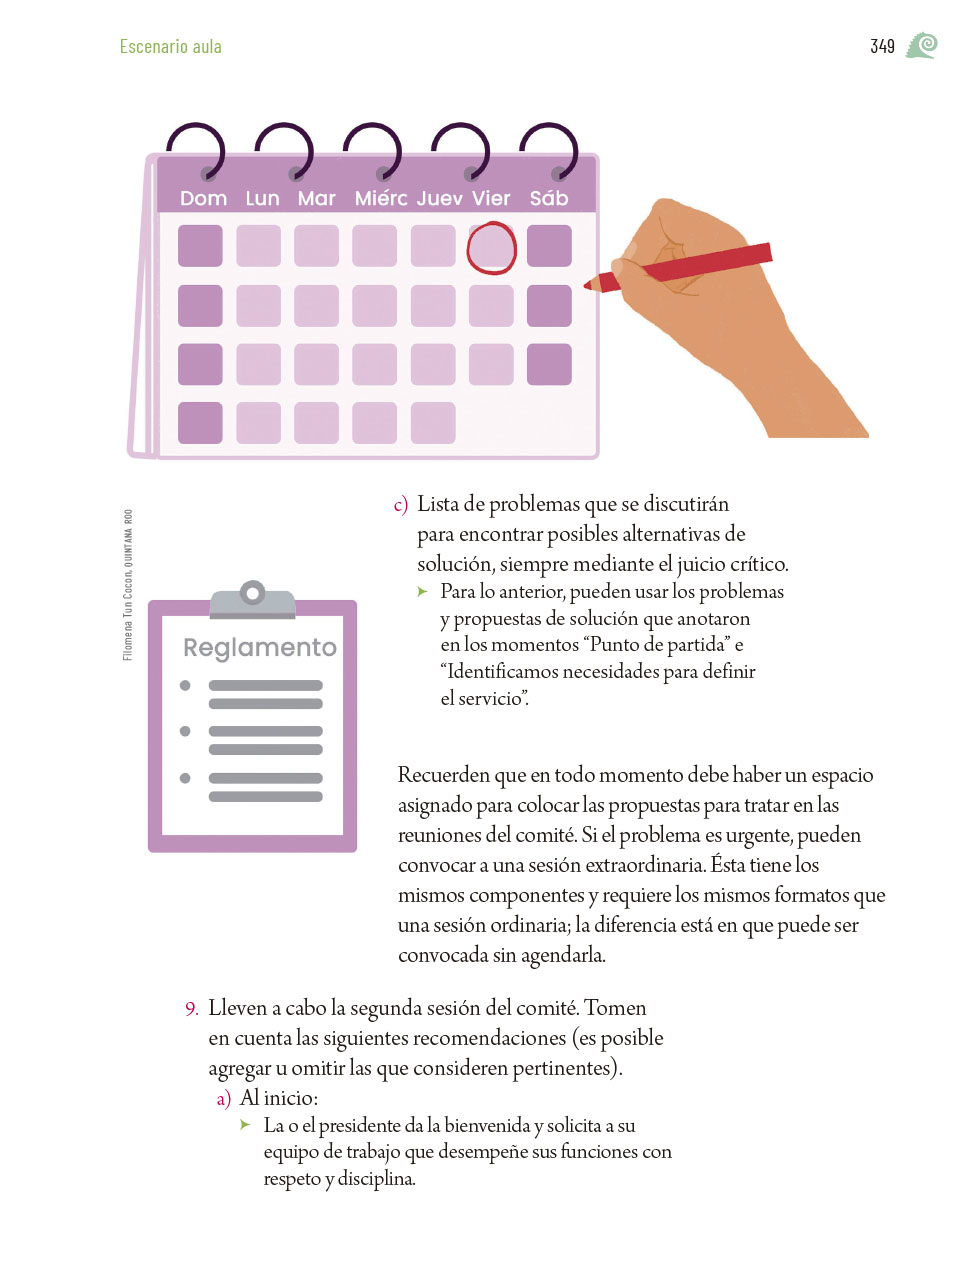 Escenario aula
349
Dom Lun Mar Miérc Juev Vier Sáb
c) Lista de problemas que se discutirán
para encontrar posibles alternativas de
solución, siempre mediante el juicio crítico.
Para lo anterior, pueden usar los problemas
y propuestas de solución que anotaron
en los momentos “Punto de partida” e
“Identificamos necesidades para definir
el servicio”.
Filomena Tun Cocon, QUINTANA ROO
Reglamento
Recuerden que en todo momento debe haber un espacio
asignado para colocar las propuestas para tratar en las
reuniones del comité. Si el problema es urgente, pueden
convocar a una sesión extraordinaria. Ésta tiene los
mismos componentes y requiere los mismos formatos que
una sesión ordinaria; la diferencia está en que puede ser
convocada sin agendarla.
9. Lleven a cabo la segunda sesión del comité. Tomen
en cuenta las siguientes recomendaciones (es posible
agregar u omitir las que consideren pertinentes).
a) Al inicio:
La o el presidente da la bienvenida y solicita a su
equipo de trabajo que desempeñe sus funciones con
respeto y disciplina.